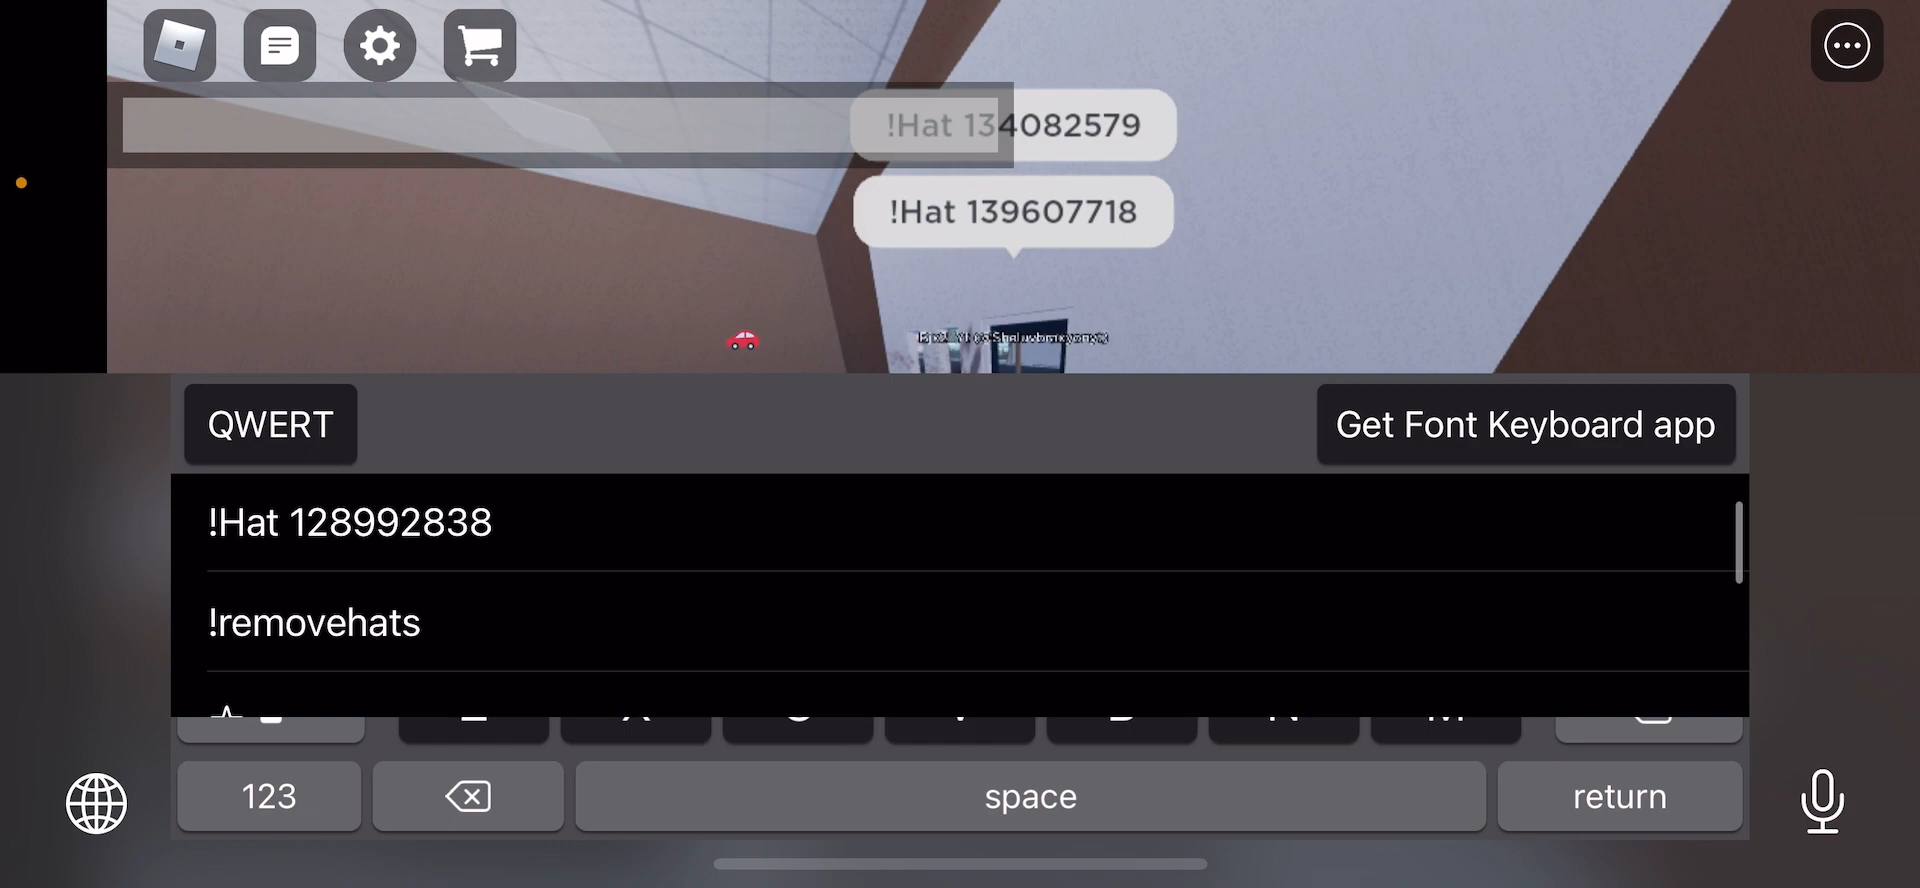 !Hat 134082579
!Hat 139607718
QWERT
Get Font Keyboard app
!Hat 128992838
!removehats
123
space
return